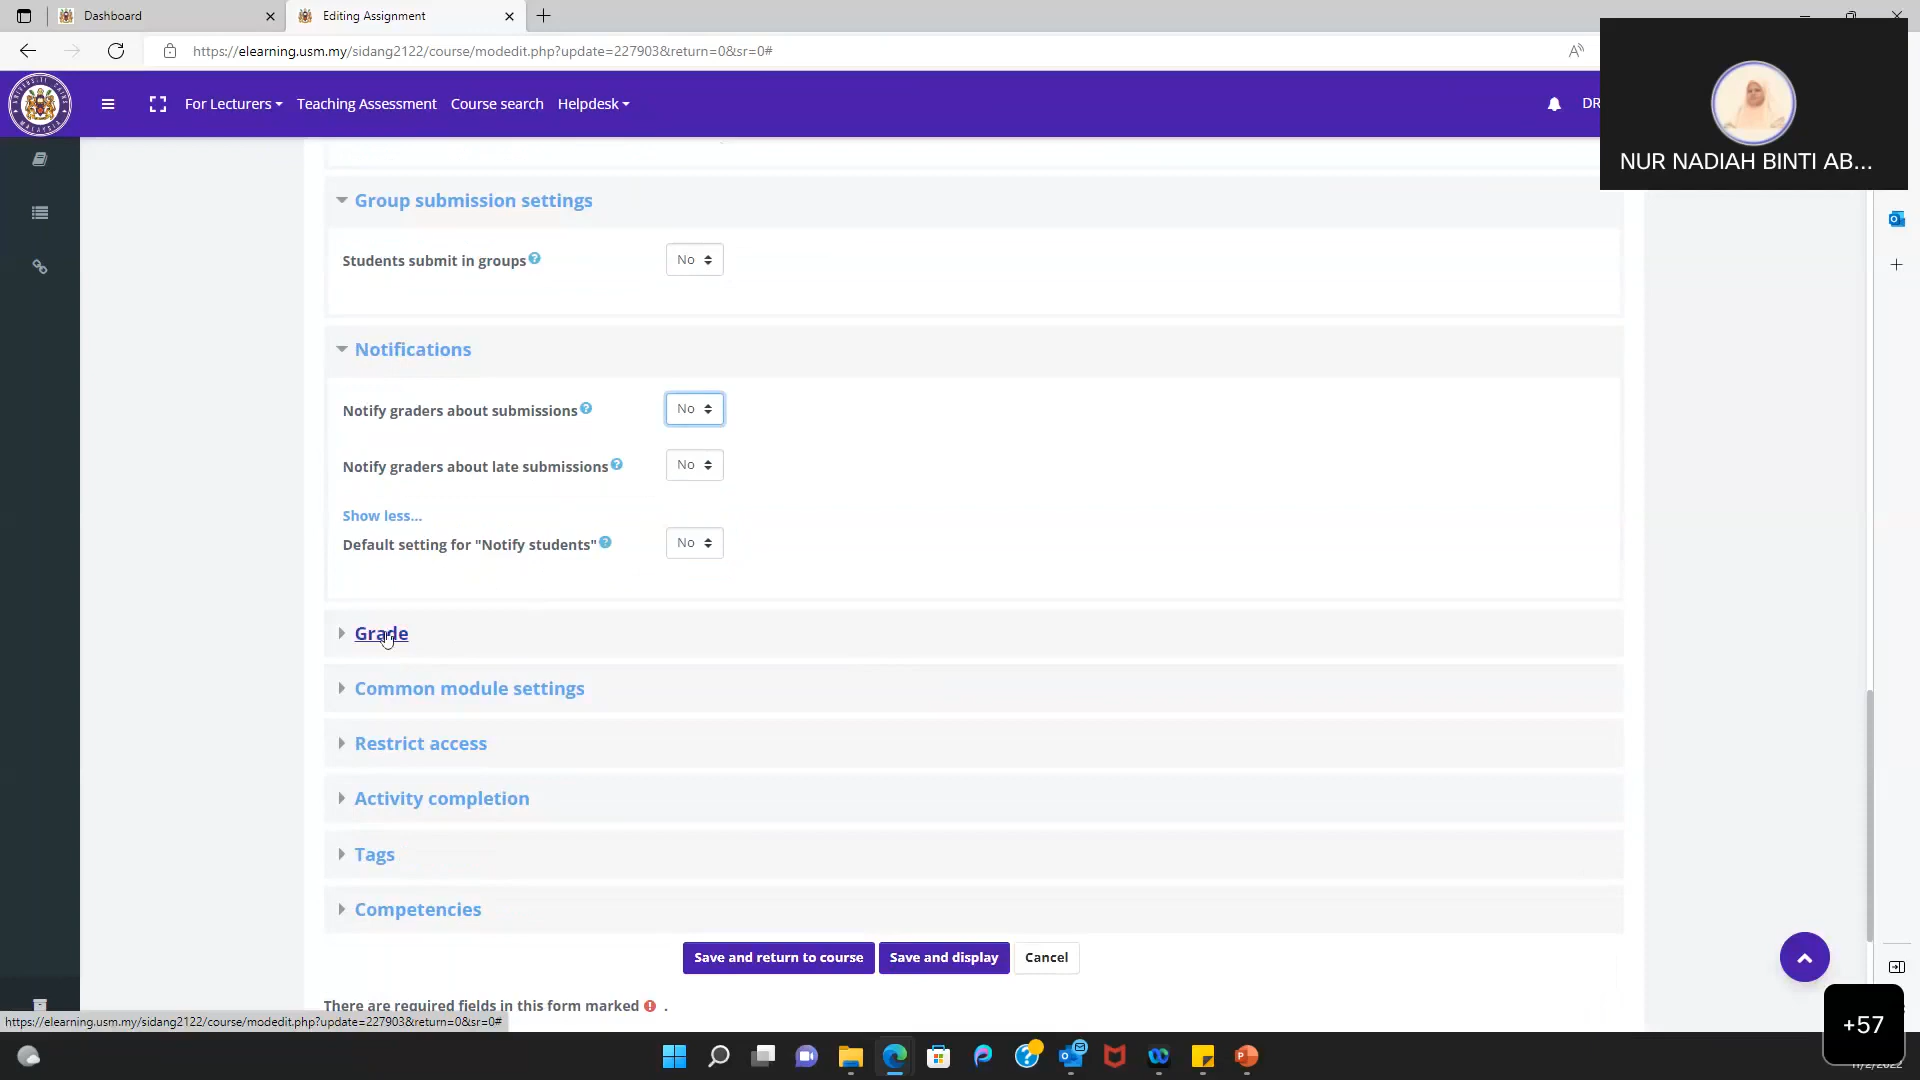 Dashboard
Editing Assignment
https://elearning.usm.my/sidang2122/course/modedit.php?update=227903&return=0&sr=0#
For Lecturers
Teaching Assessment
Course search
Helpdesk
DR
NUR NADIAH BINTI AB...
Group submission settings
Students submit in groups
No
Notifications
Notify graders about submissions
No
Notify graders about late submissions
No
Show less...
Default setting for "Notify students"
No
Grade
Common module settings
Restrict access
Activity completion
Tags
Competencies
Save and return to course
Save and display
Cancel
There are required fields in this form marked .
https://elearning.usm.my/sidang2122/course/modedit.php?update=227903&return=0&sr=0#
+57